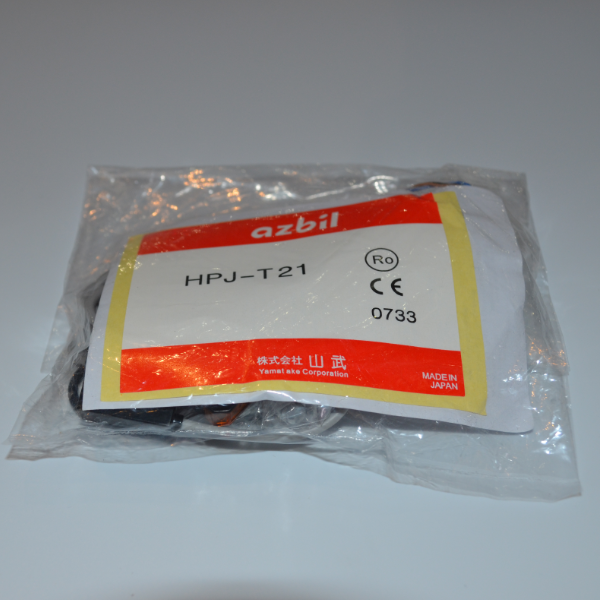 azbil
HPJ-T21
Ro
CE
0733
株式会社 山武
Yamatake Corporation
MADE IN
JAPAN